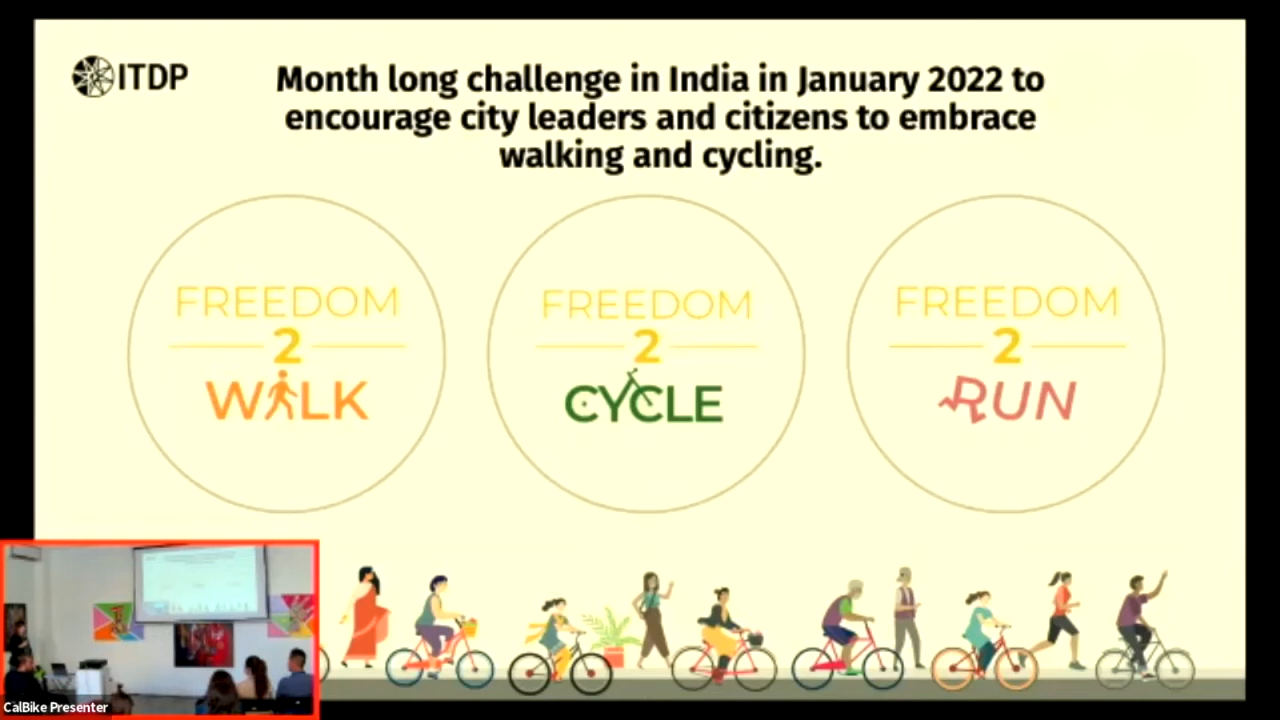 ITDP
Month long challenge in India in January 2022 to
encourage city leaders and citizens to embrace
walking and cycling.
FREEDOM
2
WALK
FREEDOM
2
CYCLE
FREEDOM
2
RUN
CalBike Presenter